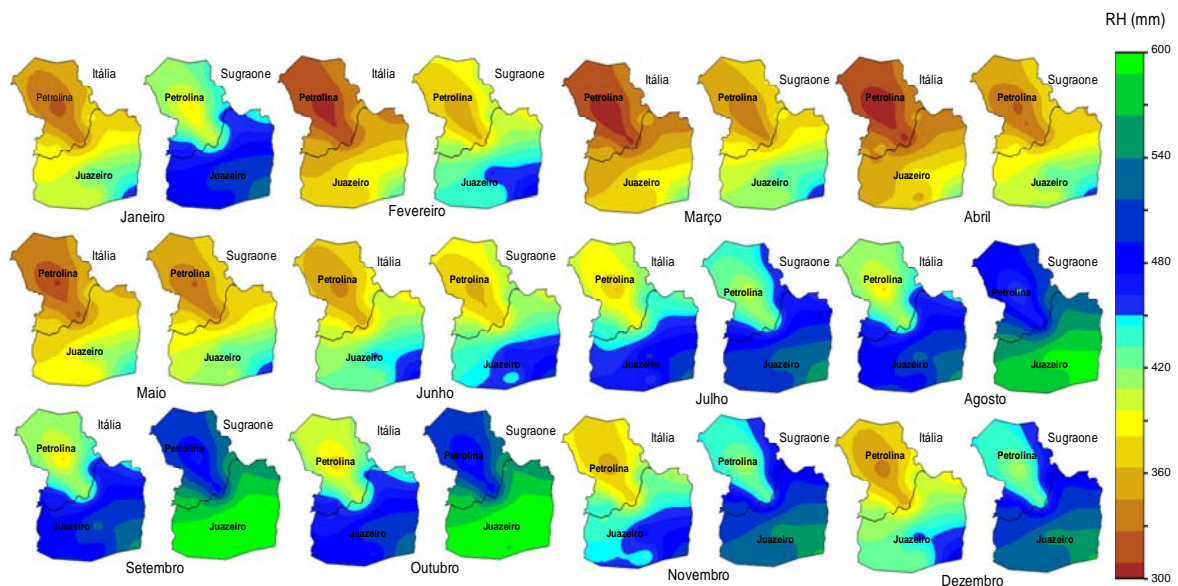 RH (mm)
600
540
480
420
360
300
Itália
Sugraone
Petrolina
Petrolina
Juazeiro
Juazeiro
Janeiro
Itália
Sugraone
Petrolina
Petrolina
Juazeiro
Juazeiro
Fevereiro
Itália
Sugraone
Petrolina
Petrolina
Juazeiro
Juazeiro
Março
Itália
Sugraone
Petrolina
Petrolina
Juazeiro
Juazeiro
Abril
Itália
Sugraone
Petrolina
Petrolina
Juazeiro
Juazeiro
Maio
Itália
Sugraone
Petrolina
Petrolina
Juazeiro
Juazeiro
Junho
Itália
Sugraone
Petrolina
Petrolina
Juazeiro
Juazeiro
Julho
Itália
Sugraone
Petrolina
Petrolina
Juazeiro
Juazeiro
Agosto
Itália
Sugraone
Petrolina
Petrolina
Juazeiro
Juazeiro
Setembro
Itália
Sugraone
Petrolina
Petrolina
Juazeiro
Juazeiro
Outubro
Itália
Sugraone
Petrolina
Petrolina
Juazeiro
Juazeiro
Novembro
Itália
Sugraone
Petrolina
Petrolina
Juazeiro
Juazeiro
Dezembro